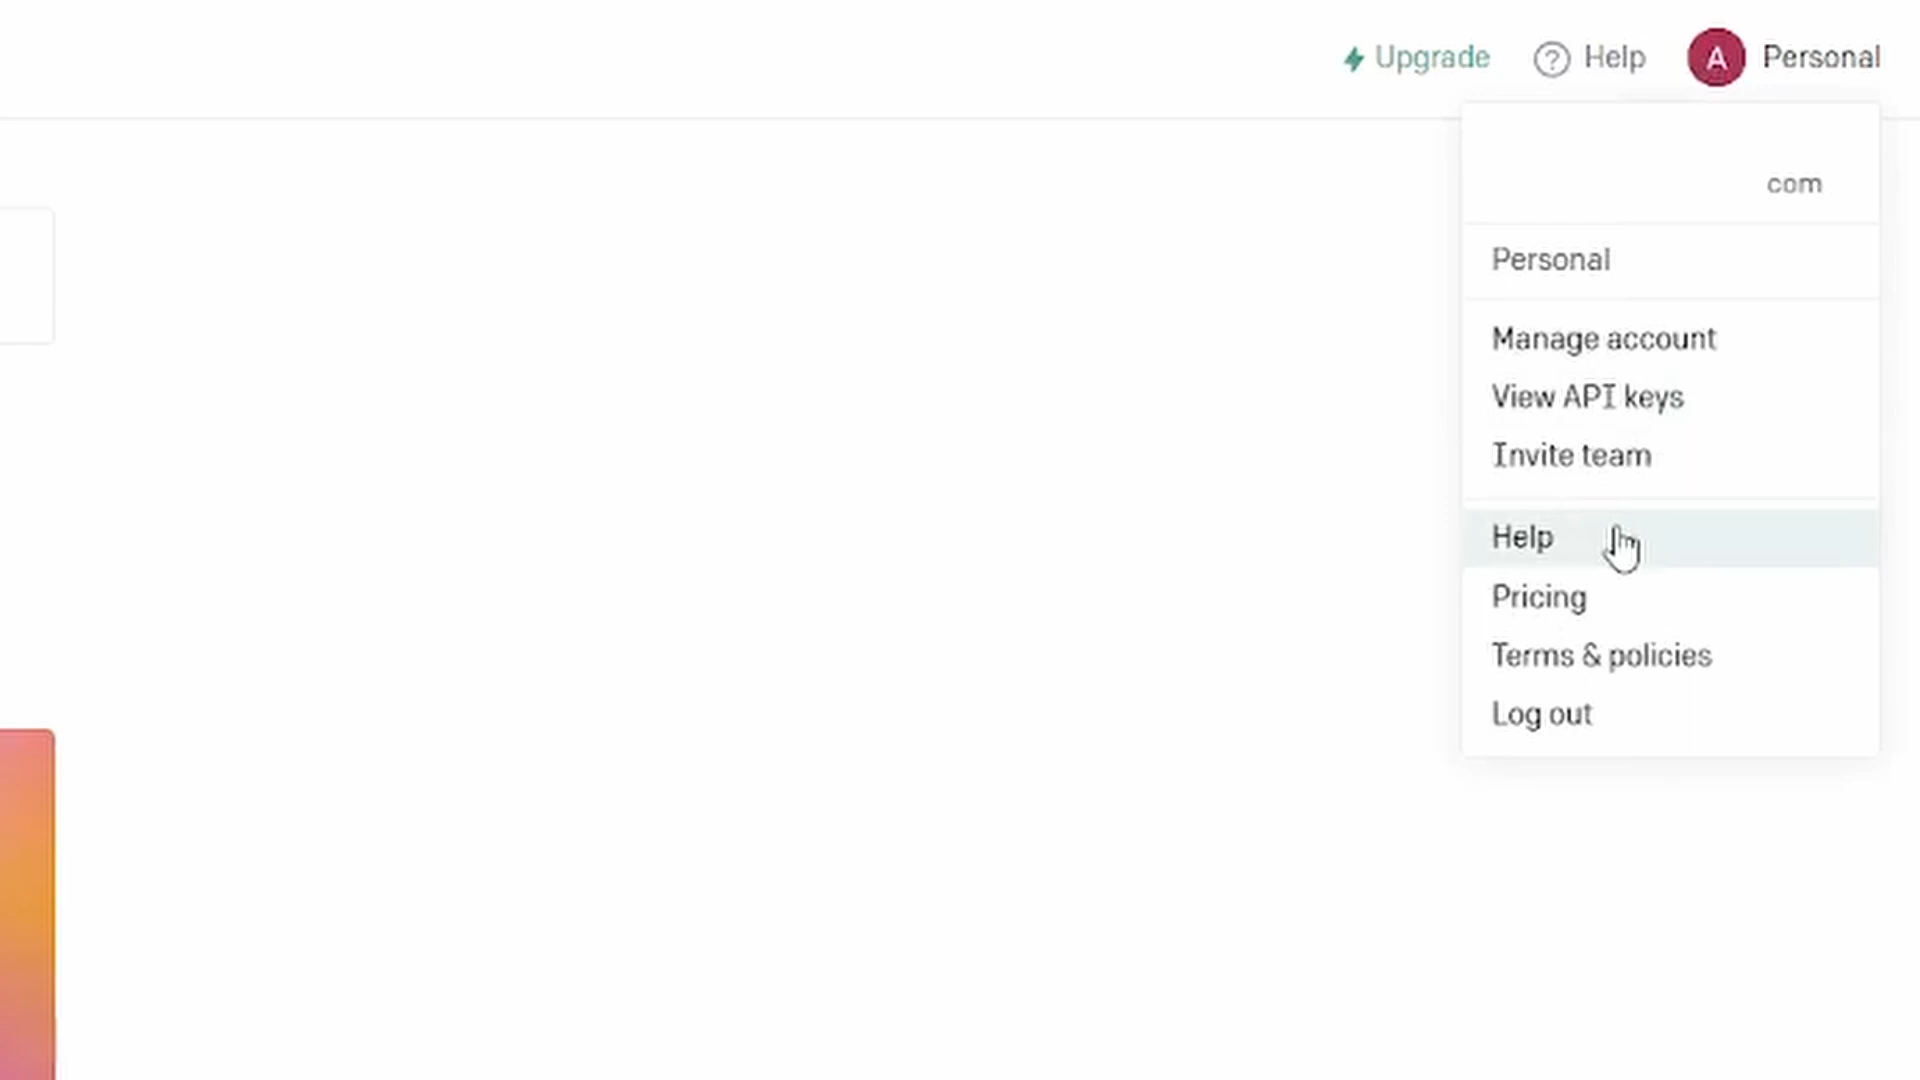 Upgrade Help A Personal
com
Personal
Manage account
View API keys
Invite team
Help
Pricing
Terms & policies
Log out